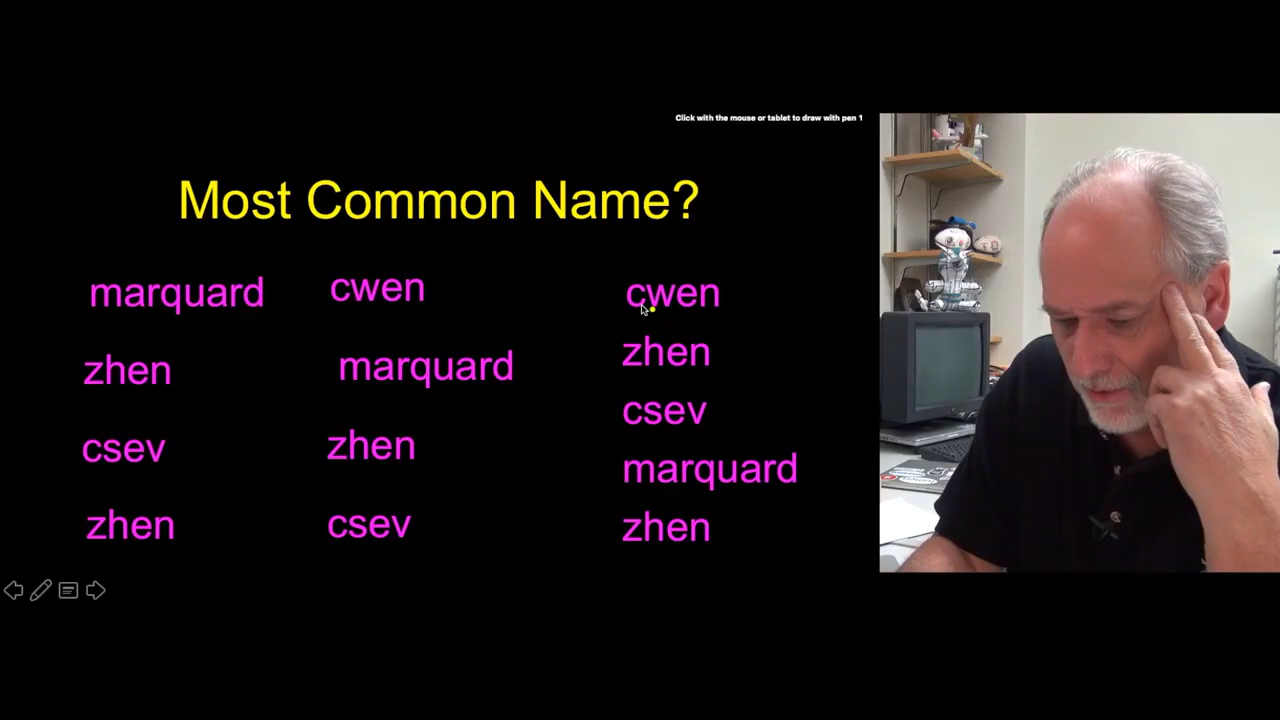 Click with the mouse or tablet to draw with pen 1
Most Common Name?
marquard
zhen
csev
zhen
cwen
marquard
zhen
csev
cwen
zhen
csev
marquard
zhen